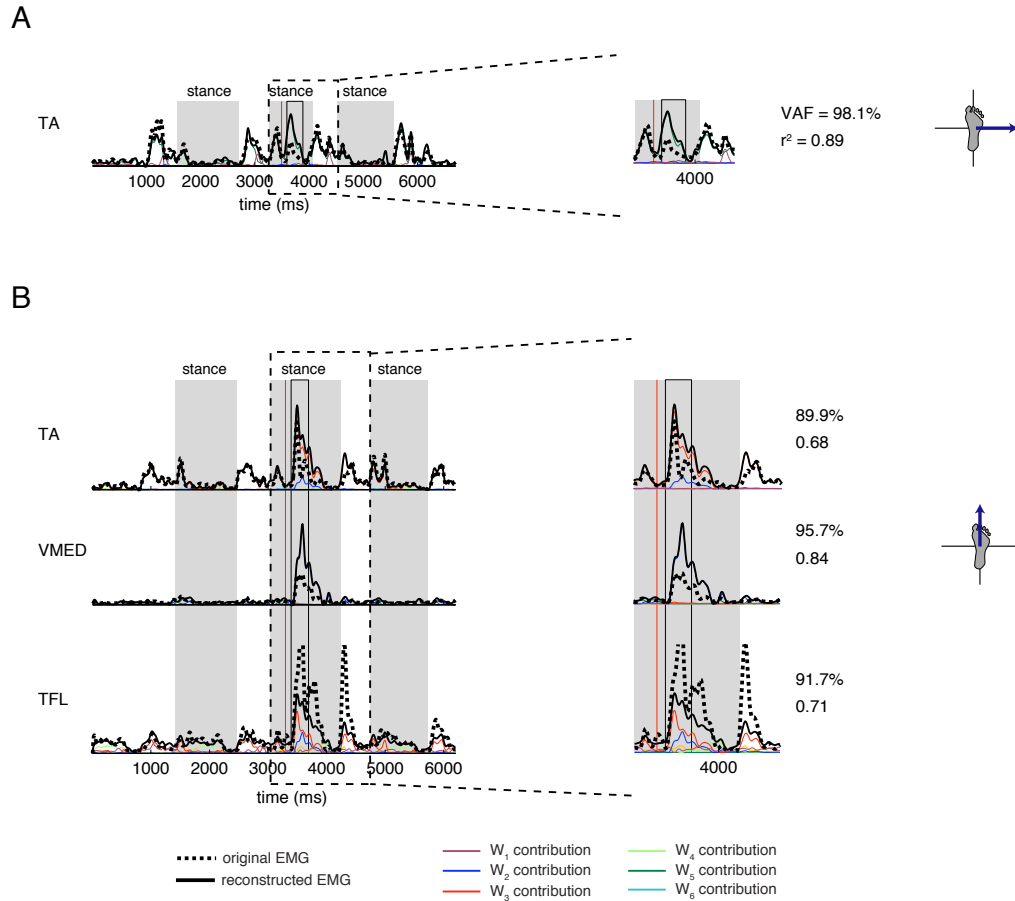 A
stance stance stance
TA
VAF = 98.1%
r² = 0.89
1000 2000 3000 4000 5000 6000
time (ms)
4000
B
stance stance stance
TA
89.9%
0.68
VMED
95.7%
0.84
TFL
91.7%
0.71
1000 2000 3000 4000 5000 6200
time (ms)
4000
original EMG
reconstructed EMG
W₁ contribution
W₂ contribution
W₃ contribution
W₄ contribution
W₅ contribution
W₆ contribution